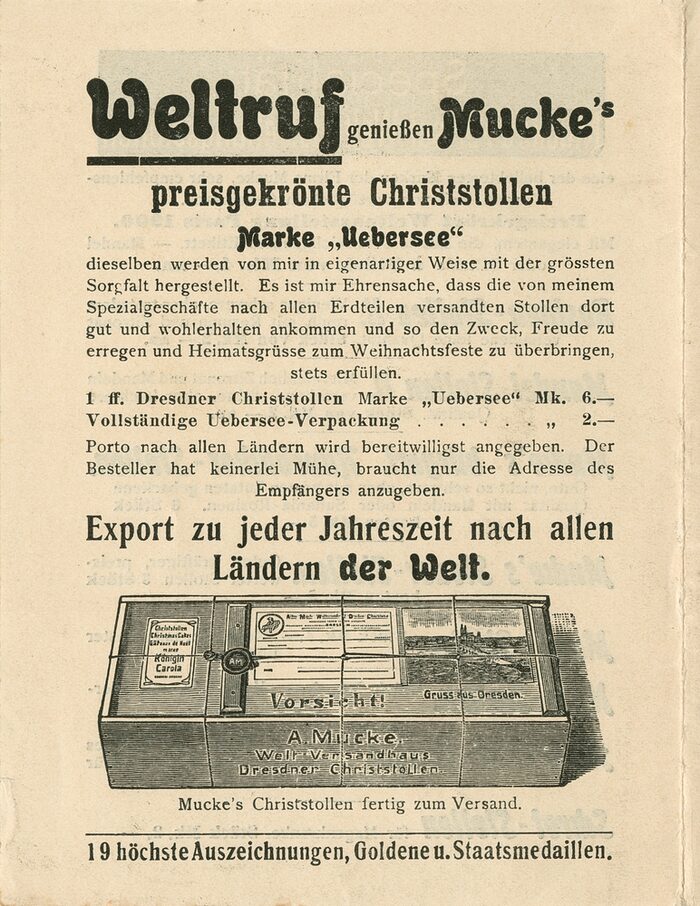 Weltruf genießen Mucke's
preisgekrönte Christstollen
Marke „Uebersee“
dieselben werden von mir in eigenartiger Weise mit der grössten
Sorgfalt hergestellt. Es ist mir Ehrensache, dass die von meinem
Spezialgeschäfte nach allen Erdteilen versandten Stollen dort
gut und wohlerhalten ankommen und so den Zweck, Freude zu
erregen und Heimatsgrüsse zum Weihnachtsfeste zu überbringen,
stets erfüllen.
1 ff. Dresdner Christstollen Marke „Uebersee“ Mk. 6.—
Vollständige Uebersee-Verpackung . . . . . . „ 2.—
Porto nach allen Ländern wird bereitwilligst angegeben. Der
Besteller hat keinerlei Mühe, braucht nur die Adresse des
Empfängers anzugeben.
Export zu jeder Jahreszeit nach allen
Ländern der Welt.
Christstollen
Christmas Cakes
Königin
Carola
AM
Gruss aus Dresden.
Vorsicht!
A. Mucke,
Welt-Versandhaus
Dresdner Christstollen.
Mucke's Christstollen fertig zum Versand.
19 höchste Auszeichnungen, Goldene u. Staatsmedaillen.